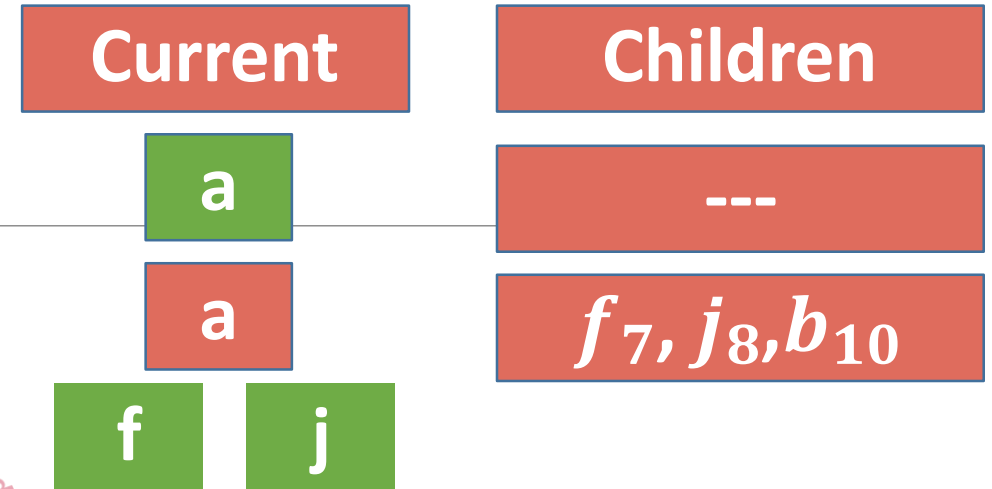 Current Children
a ---
a f₇, j₈,b₁₀
f j